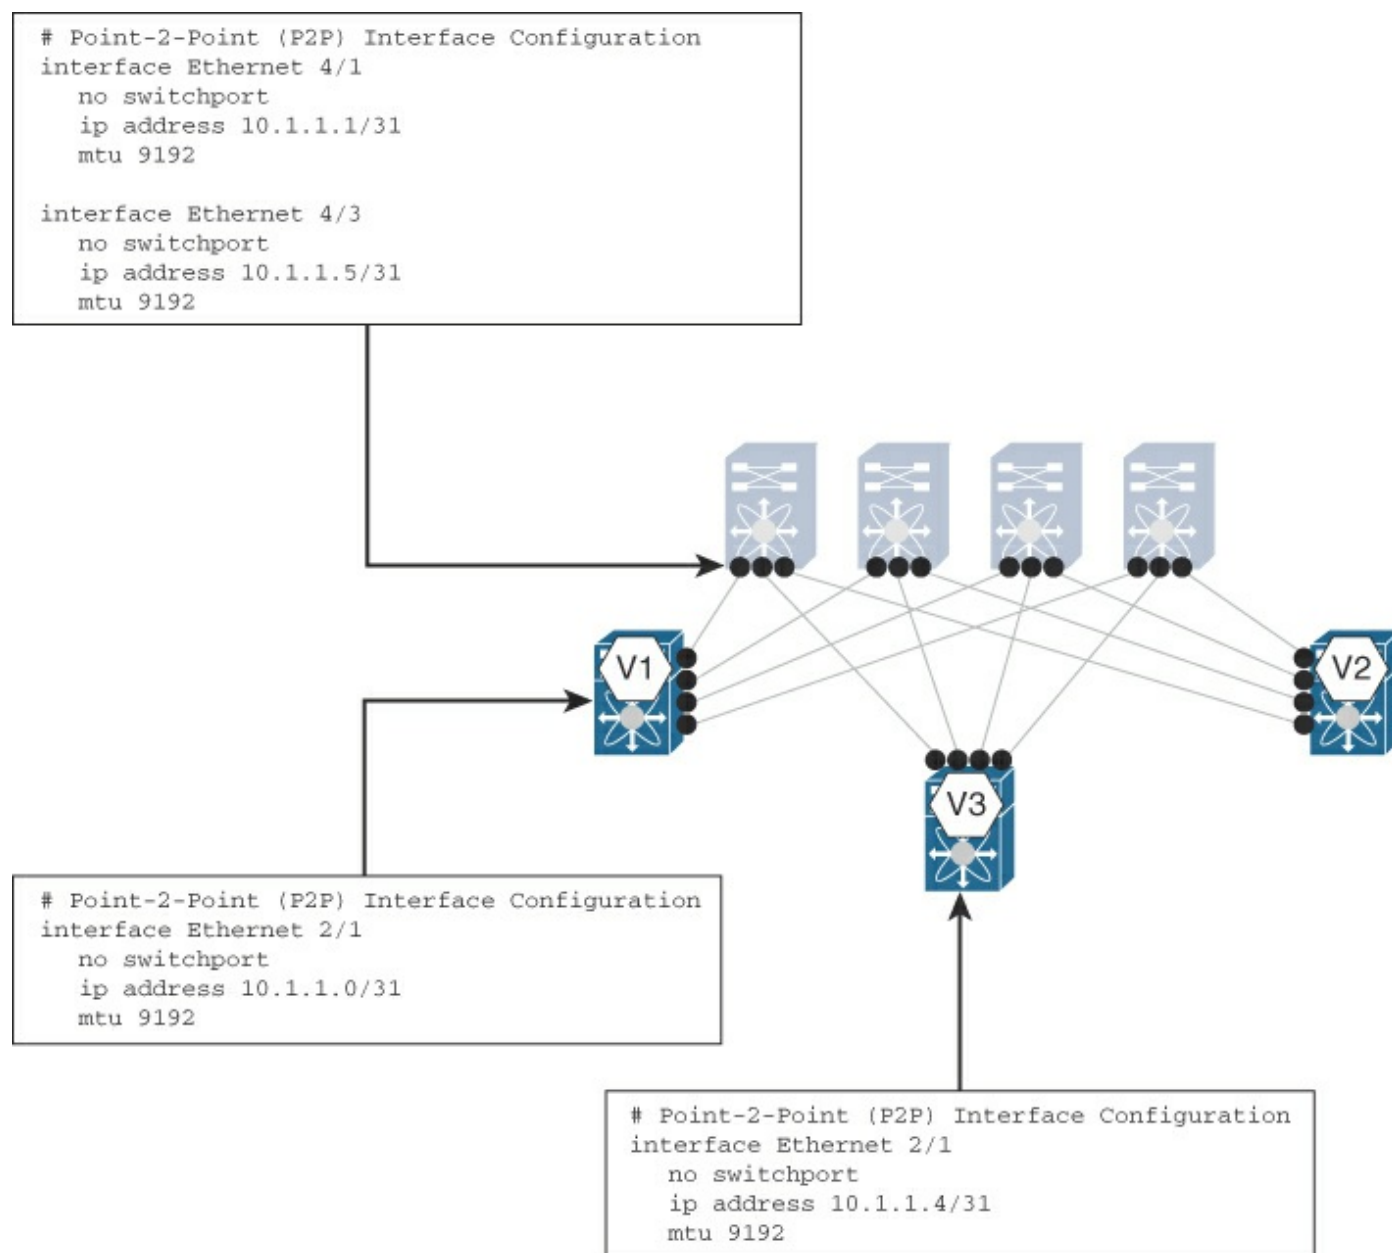 # Point-2-Point (P2P) Interface Configuration
interface Ethernet 4/1
no switchport
ip address 10.1.1.1/31
mtu 9192
interface Ethernet 4/3
no switchport
ip address 10.1.1.5/31
mtu 9192
V1
V2
V3
# Point-2-Point (P2P) Interface Configuration
interface Ethernet 2/1
no switchport
ip address 10.1.1.0/31
mtu 9192
# Point-2-Point (P2P) Interface Configuration
interface Ethernet 2/1
no switchport
ip address 10.1.1.4/31
mtu 9192